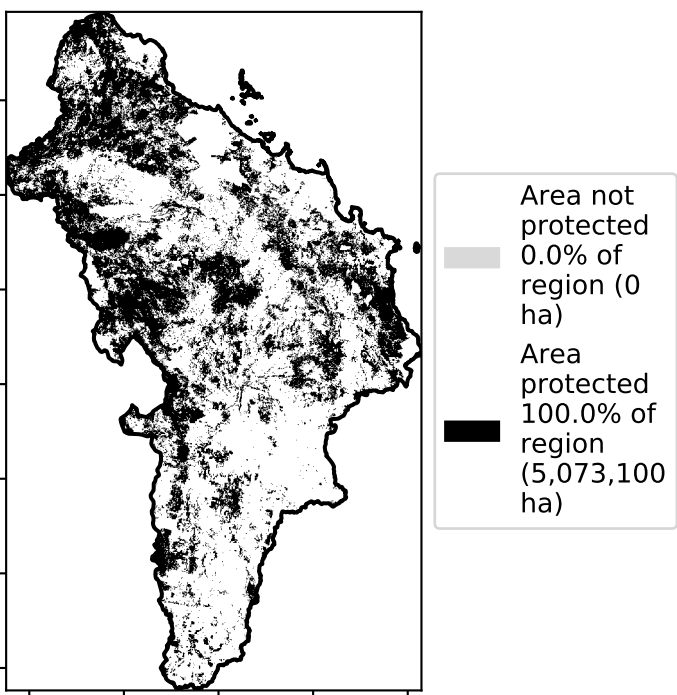 Area not
protected
0.0% of
region (0
ha)
Area
protected
100.0% of
region
(5,073,100
ha)